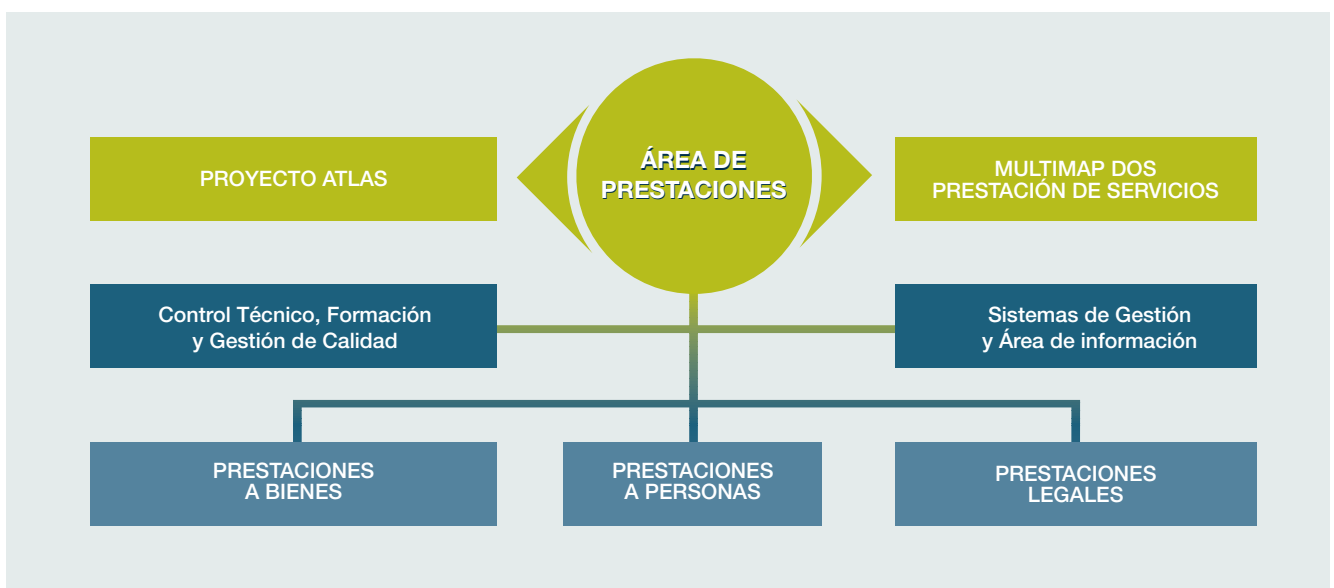 ÁREA DE
PRESTACIONES
PROYECTO ATLAS
MULTIMAP DOS
PRESTACIÓN DE SERVICIOS
Control Técnico, Formación
y Gestión de Calidad
Sistemas de Gestión
y Área de información
PRESTACIONES
A BIENES
PRESTACIONES
A PERSONAS
PRESTACIONES
LEGALES